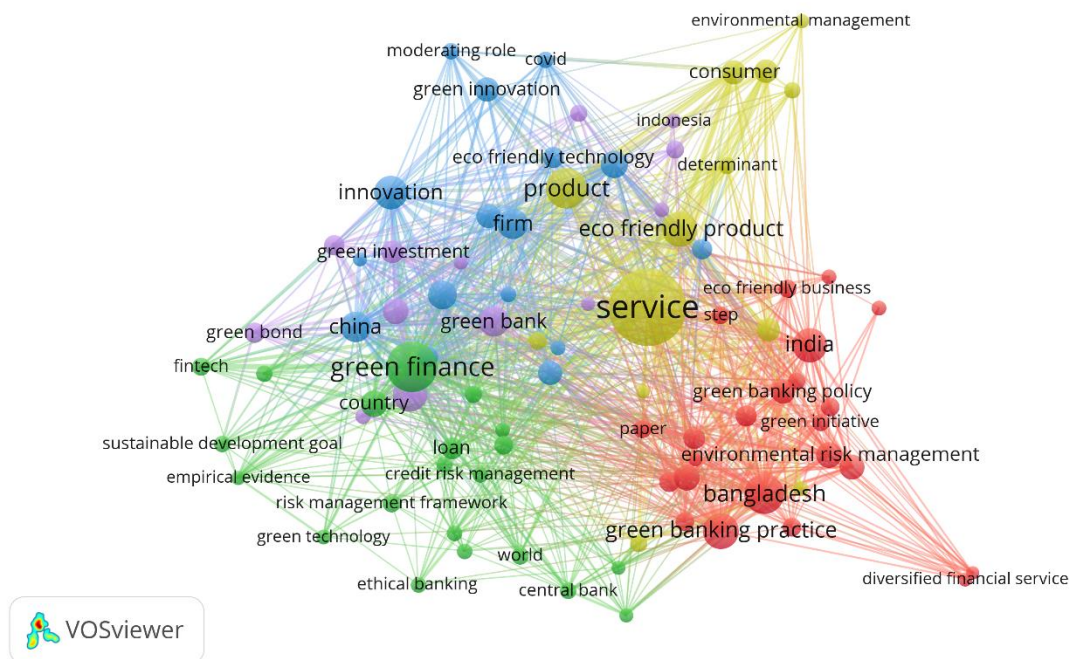 environmental management
moderating role
covid
consumer
green innovation
indonesia
eco friendly technology
determinant
innovation
product
firm
eco friendly product
green investment
eco friendly business
service
step
green bond
china
green bank
india
fintech
green finance
green banking policy
country
green initiative
paper
sustainable development goal
loan
environmental risk management
empirical evidence
credit risk management
bangladesh
risk management framework
green banking practice
green technology
world
ethical banking
central bank
diversified financial service
VOSviewer